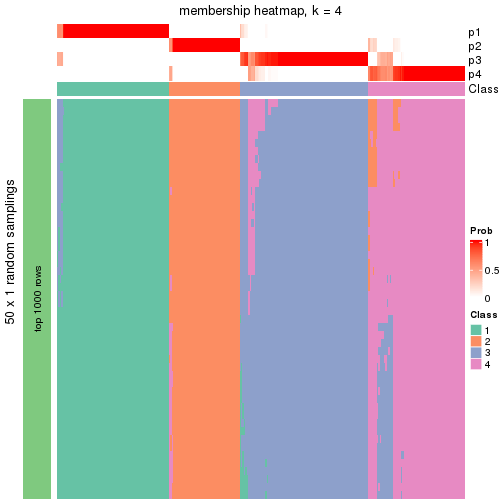 membership heatmap, k = 4
p1
p2
p3
p4
Class
50 x 1 random samplings
top 1000 rows
Prob
1
0.5
0
Class
1
2
3
4